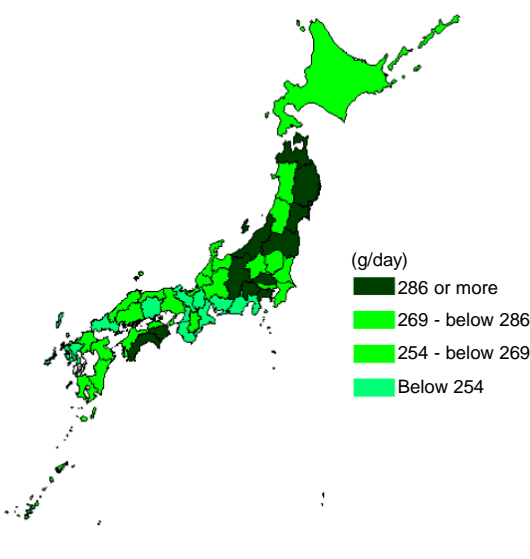 (g/day)
286 or more
269 - below 286
254 - below 269
Below 254